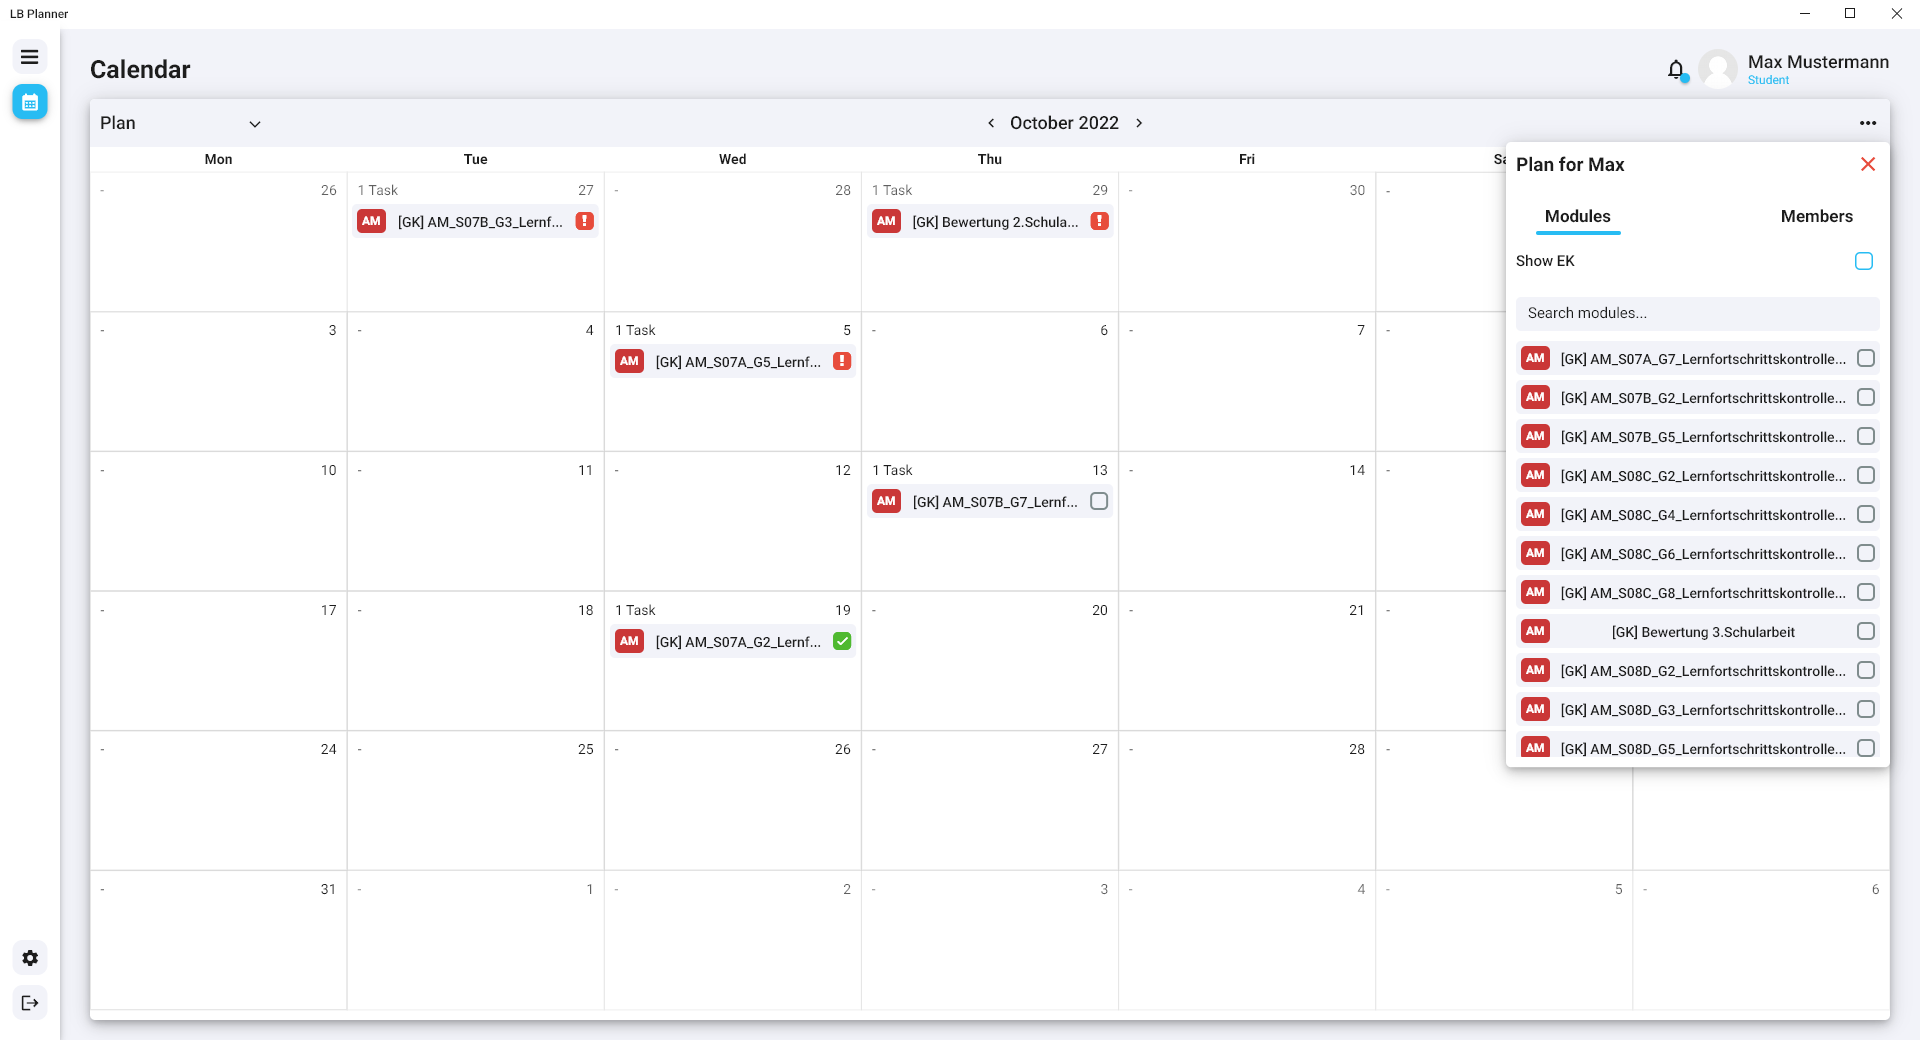 LB Planner
Calendar
Max Mustermann
Student
Plan
October 2022
Mon Tue Wed Thu Fri
- 26 1 Task 27 - 28 1 Task 29 - 30 -
AM [GK] AM_S07B_G3_Lernf... AM [GK] Bewertung 2.Schula...
- 3 - 4 1 Task 5 - 6 - 7 -
AM [GK] AM_S07A_G5_Lernf...
- 10 - 11 - 12 1 Task 13 - 14 -
AM [GK] AM_S07B_G7_Lernf...
- 17 - 18 1 Task 19 - 20 - 21 -
AM [GK] AM_S07A_G2_Lernf...
- 24 - 25 - 26 - 27 - 28 -
- 31 - 1 - 2 - 3 - 4 - 5 - 6
Plan for Max
Modules Members
Show EK
Search modules...
AM [GK] AM_S07A_G7_Lernfortschrittskontrolle...
AM [GK] AM_S07B_G2_Lernfortschrittskontrolle...
AM [GK] AM_S07B_G5_Lernfortschrittskontrolle...
AM [GK] AM_S08C_G2_Lernfortschrittskontrolle...
AM [GK] AM_S08C_G4_Lernfortschrittskontrolle...
AM [GK] AM_S08C_G6_Lernfortschrittskontrolle...
AM [GK] AM_S08C_G8_Lernfortschrittskontrolle...
AM [GK] Bewertung 3.Schularbeit
AM [GK] AM_S08D_G2_Lernfortschrittskontrolle...
AM [GK] AM_S08D_G3_Lernfortschrittskontrolle...
AM [GK] AM_S08D_G5_Lernfortschrittskontrolle...